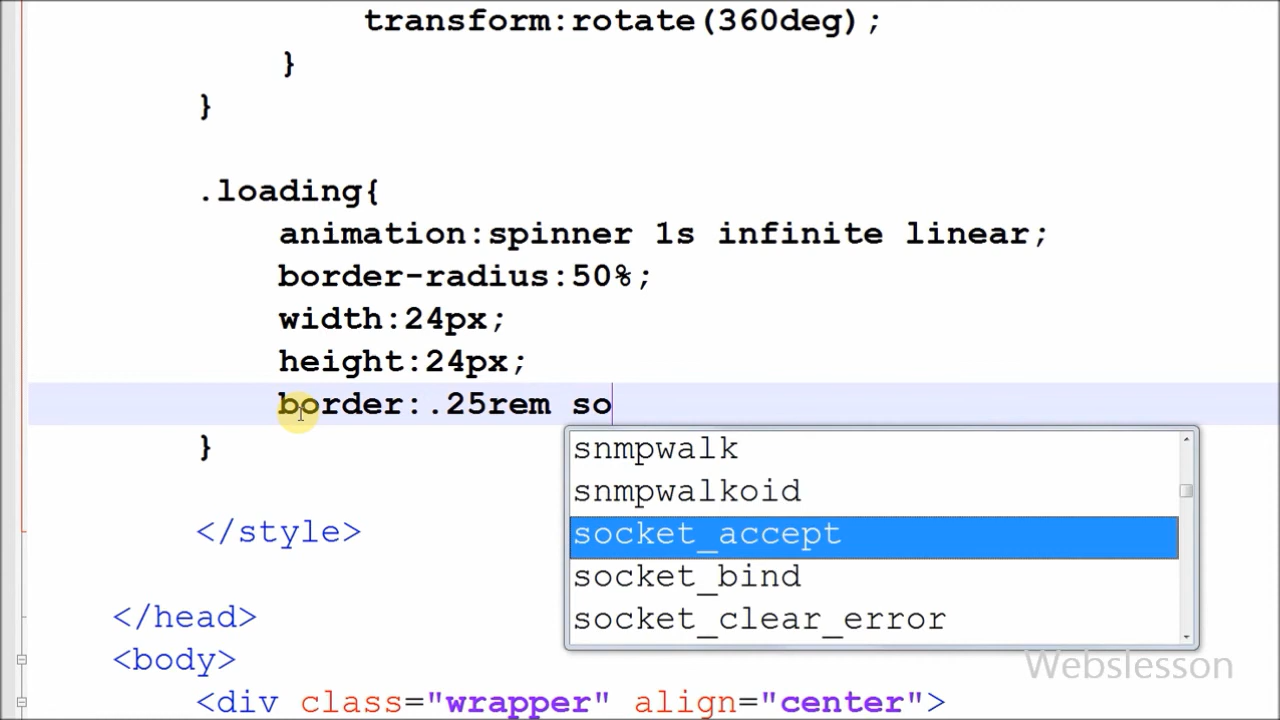 transform:rotate(360deg);
}
}
.loading{
animation:spinner 1s infinite linear;
border-radius:50%;
width:24px;
height:24px;
border:.25rem so
}
snmpwalk
snmpwalkoid
socket_accept
socket_bind
socket_clear_error
</style>
</head>
<body>
<div class="wrapper" align="center">
Webslesson